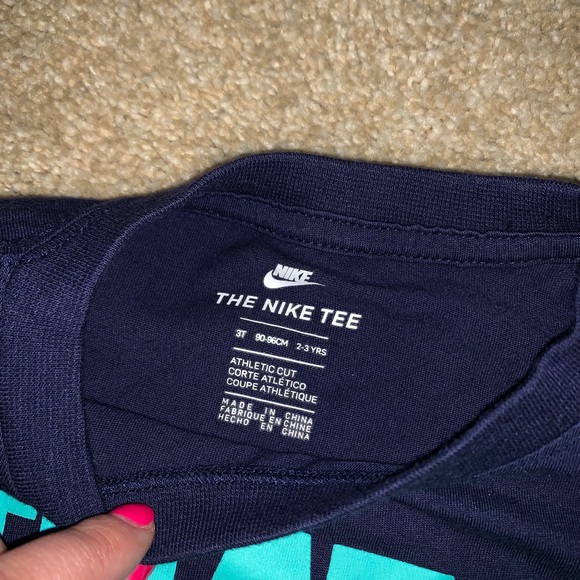 NIKE
THE NIKE TEE
3T 90-96CM 2-3 YRS
ATHLETIC CUT
CORTE ATLÉTICO
COUPE ATHLÉTIQUE
MADE IN CHINA
FABRIQUE EN CHINE
HECHO EN CHINA